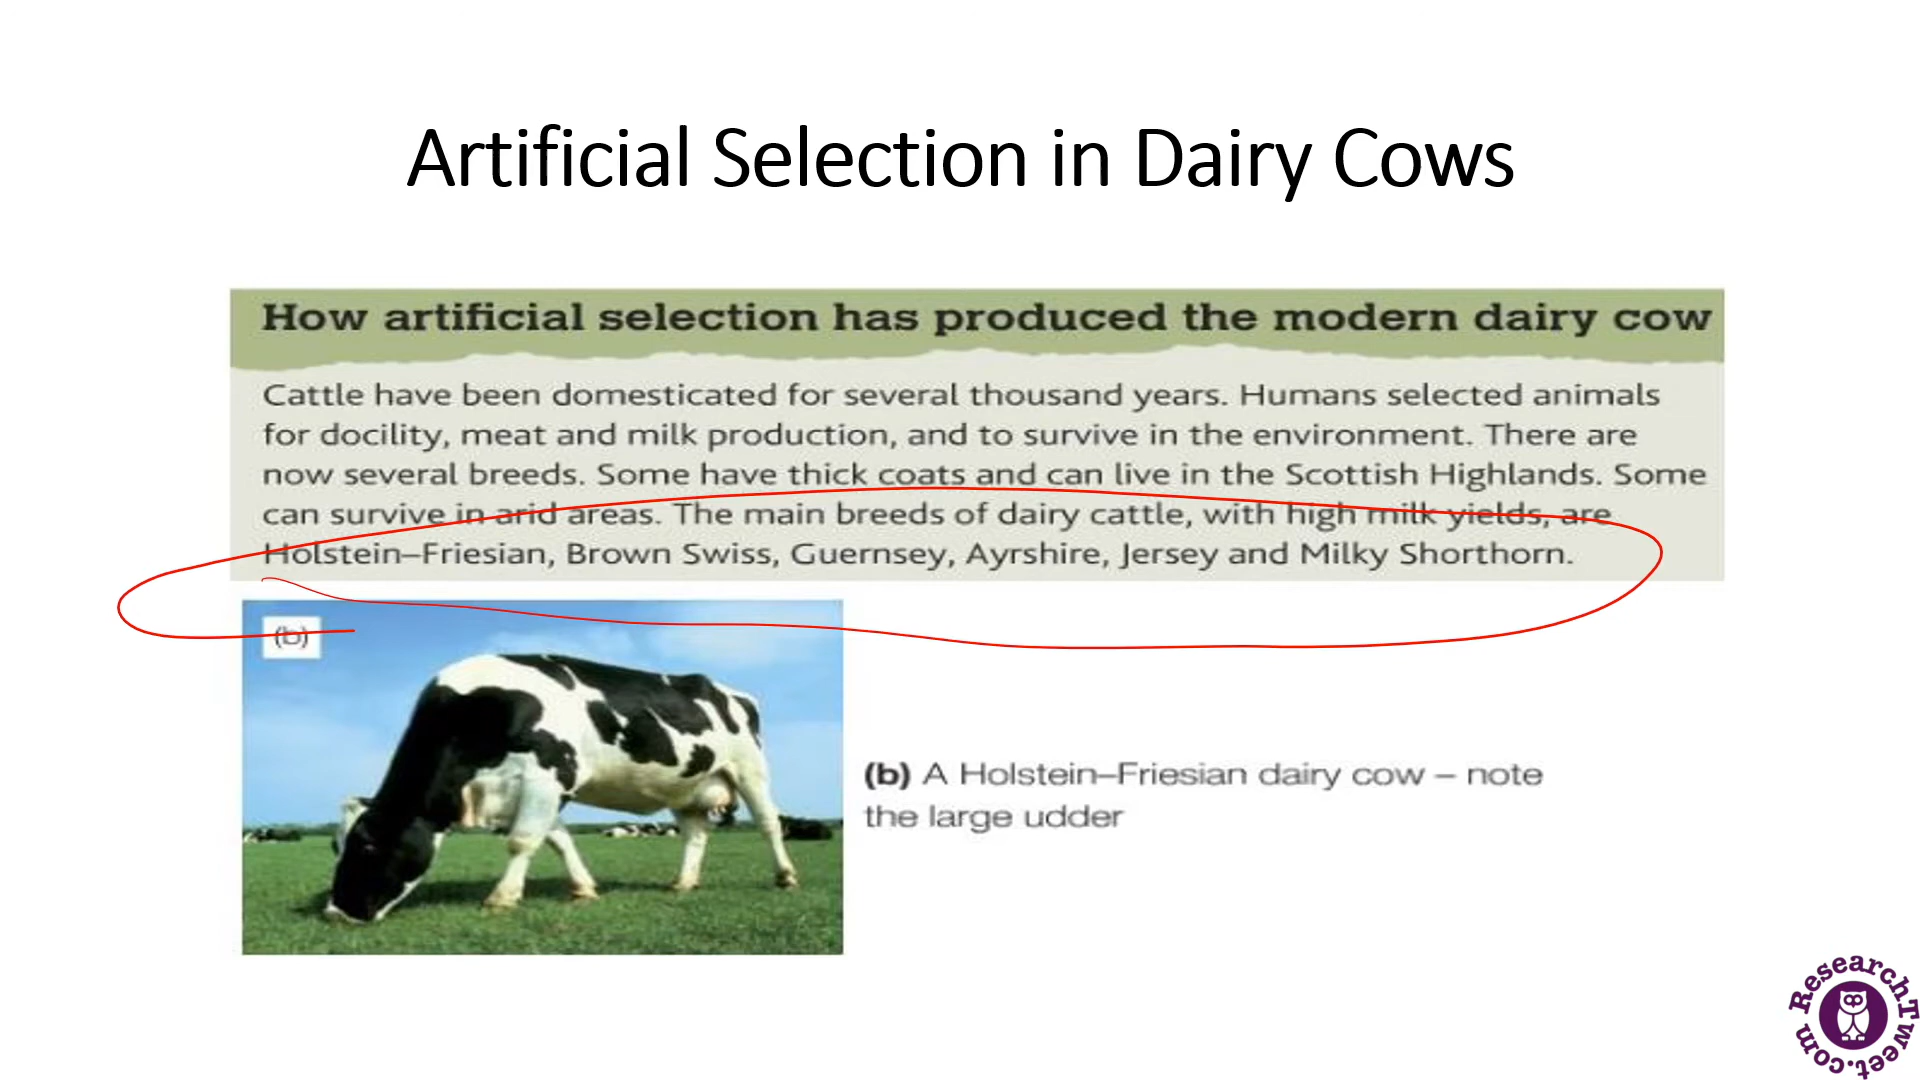 Artificial Selection in Dairy Cows
How artificial selection has produced the modern dairy cow
Cattle have been domesticated for several thousand years. Humans selected animals
for docility, meat and milk production, and to survive in the environment. There are
now several breeds. Some have thick coats and can live in the Scottish Highlands. Some
can survive in arid areas. The main breeds of dairy cattle, with high milk yields, are
Holstein–Friesian, Brown Swiss, Guernsey, Ayrshire, Jersey and Milky Shorthorn.
(b)
(b) A Holstein–Friesian dairy cow – note
the large udder
ResearchTweet.com